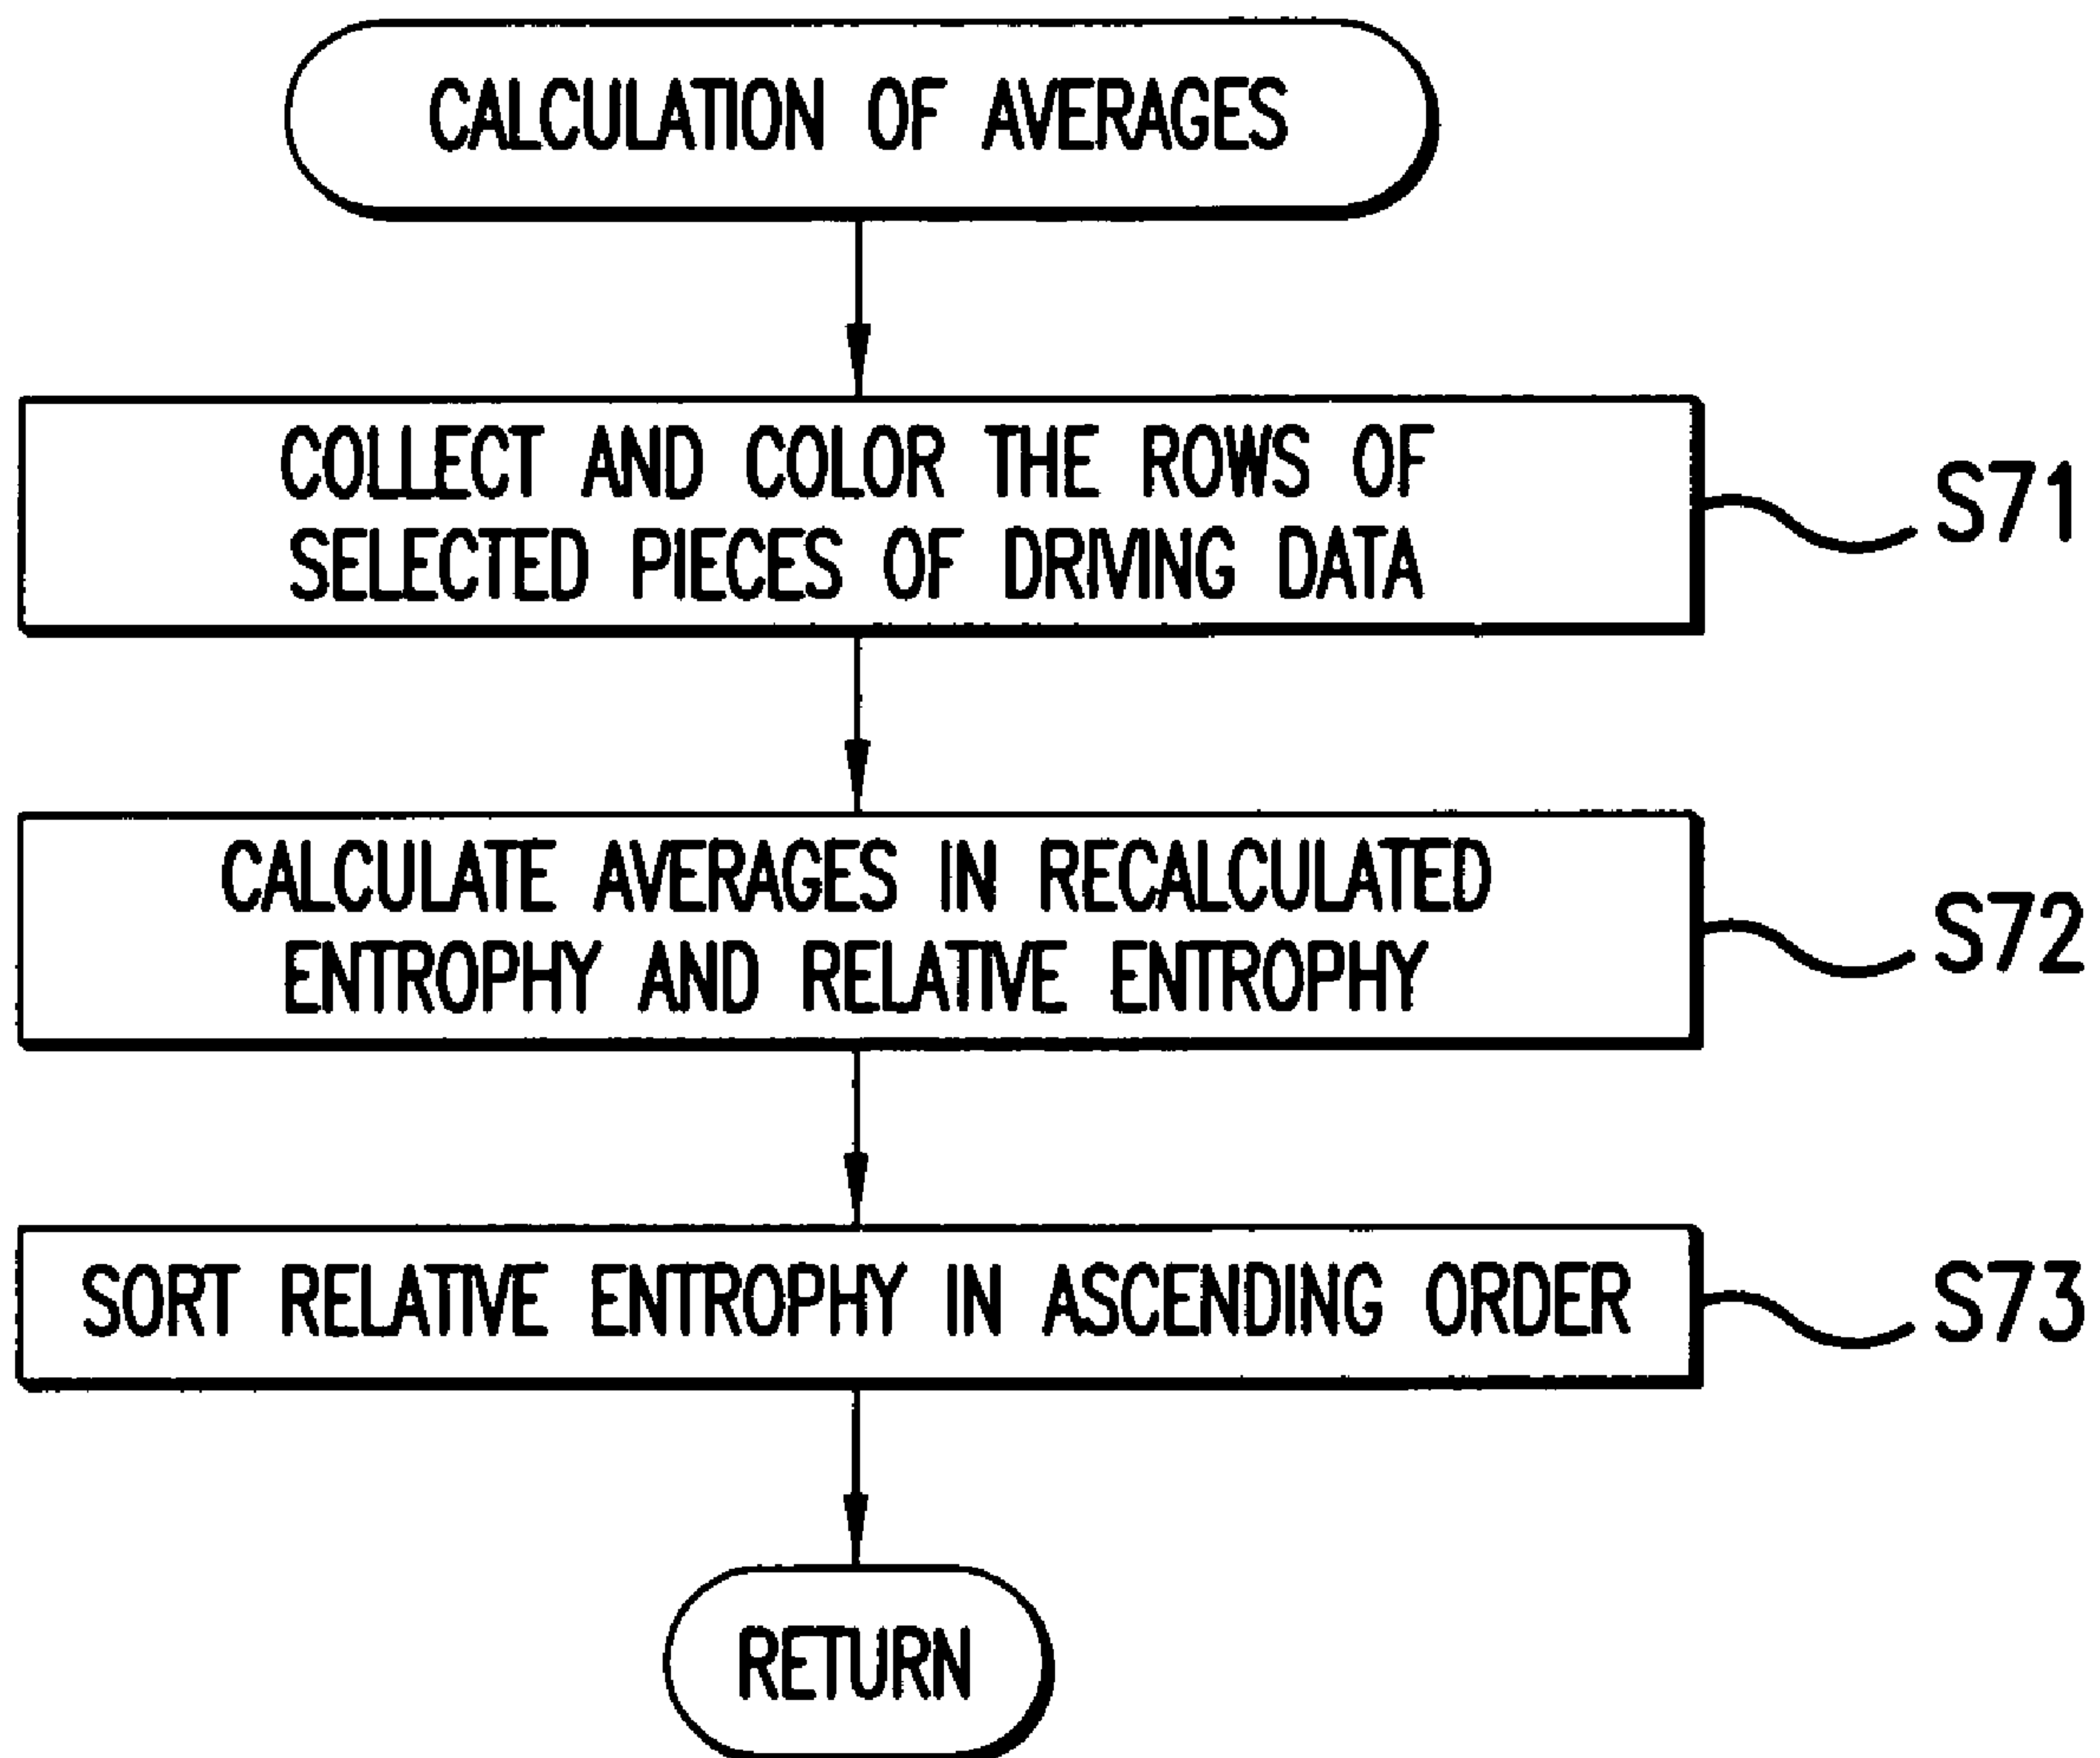 CALCULATION OF AVERAGES
COLLECT AND COLOR THE ROWS OF
SELECTED PIECES OF DRIVING DATA
S71
CALCULATE AVERAGES IN RECALCULATED
ENTROPHY AND RELATIVE ENTROPHY
S72
SORT RELATIVE ENTROPHY IN ASCENDING ORDER
S73
RETURN